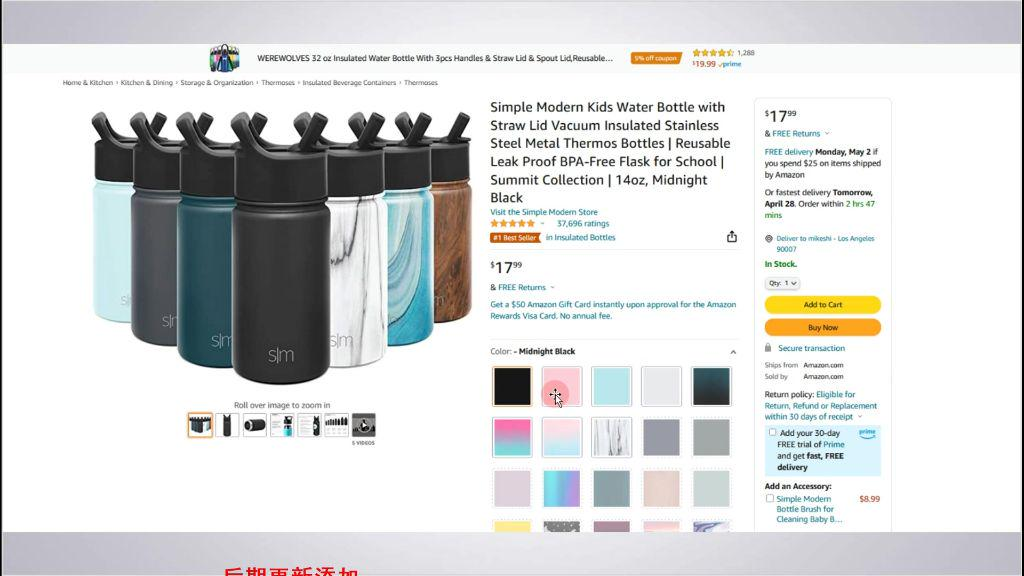 WEREWOLVES 32 oz Insulated Water Bottle With 3pcs Handles & Straw Lid & Spout Lid,Reusable...
5% off coupon
1,288
$19.99 prime
Home & Kitchen › Kitchen & Dining › Storage & Organization › Thermoses › Insulated Beverage Containers › Thermoses
Simple Modern Kids Water Bottle with
Straw Lid Vacuum Insulated Stainless
Steel Metal Thermos Bottles | Reusable
Leak Proof BPA-Free Flask for School |
Summit Collection | 14oz, Midnight
Black
Visit the Simple Modern Store
37,696 ratings
#1 Best Seller in Insulated Bottles
$17 99
& FREE Returns
Get a $50 Amazon Gift Card instantly upon approval for the Amazon
Rewards Visa Card. No annual fee.
Color: - Midnight Black
s|m
s|m
s|m
s|m
Roll over image to zoom in
5 VIDEOS
$17 99
& FREE Returns
FREE delivery Monday, May 2 if
you spend $25 on items shipped
by Amazon
Or fastest delivery Tomorrow,
April 28. Order within 2 hrs 47
mins
Deliver to mikeshi - Los Angeles
90007
In Stock.
Qty: 1
Add to Cart
Buy Now
Secure transaction
Ships from Amazon.com
Sold by Amazon.com
Return policy: Eligible for
Return, Refund or Replacement
within 30 days of receipt
Add your 30-day
FREE trial of Prime
and get fast, FREE
delivery
prime
Add an Accessory:
Simple Modern
Bottle Brush for
Cleaning Baby B...
$8.99
后期更新添加